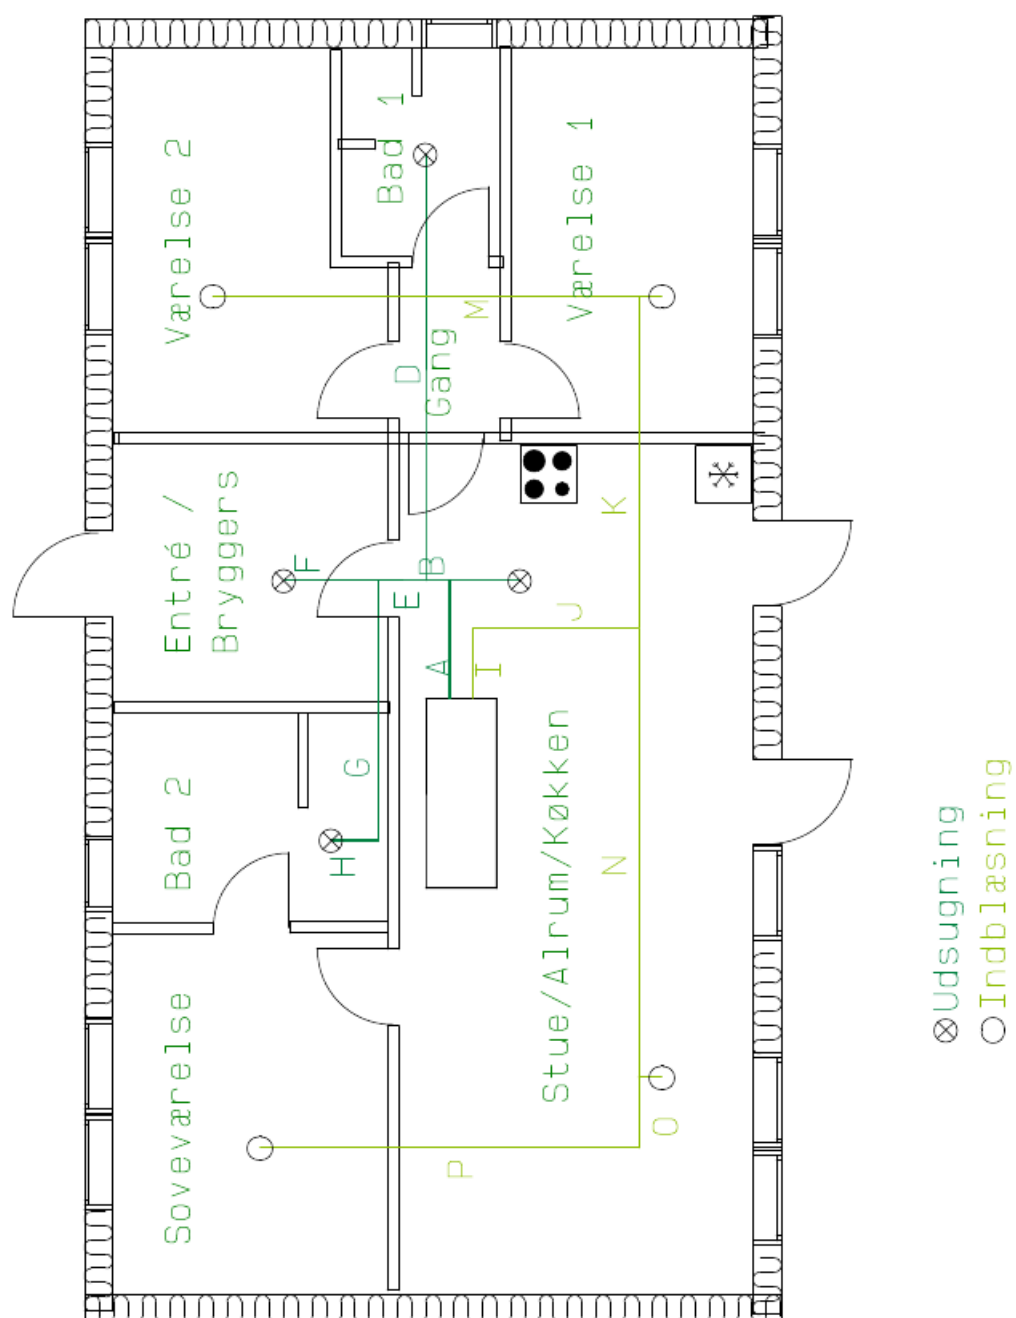 Værelse 2
Bad 1
Værelse 1
M
D
Gang
Entré /
Bryggers
F
B
E
K
J
A
I
Bad 2
G
H
Stue/Alrum/Køkken
N
Soveværelse
P
O
Udsugning
Indblæsning